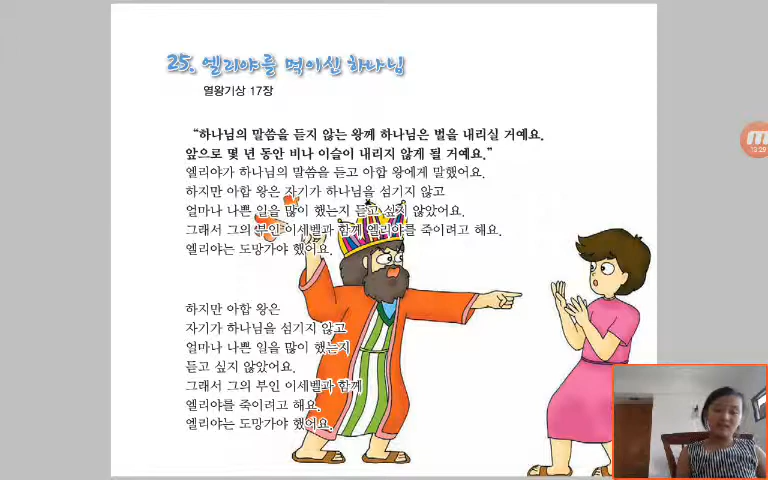 25. 엘리야를 먹이신 하나님
열왕기상 17장
“하나님의 말씀을 듣지 않는 왕께 하나님은 벌을 내리실 거예요.
앞으로 몇 년 동안 비나 이슬이 내리지 않게 될 거예요.”
엘리야가 하나님의 말씀을 듣고 아합 왕에게 말했어요.
하지만 아합 왕은 자기가 하나님을 섬기지 않고
얼마나 나쁜 일을 많이 했는지 듣고 싶지 않았어요.
그래서 그의 부인 이세벨과 함께 엘리야를 죽이려고 해요.
엘리야는 도망가야 했어요.
하지만 아합 왕은
자기가 하나님을 섬기지 않고
얼마나 나쁜 일을 많이 했는지
듣고 싶지 않았어요.
그래서 그의 부인 이세벨과 함께
엘리야를 죽이려고 해요.
엘리야는 도망가야 했어요.
12:29